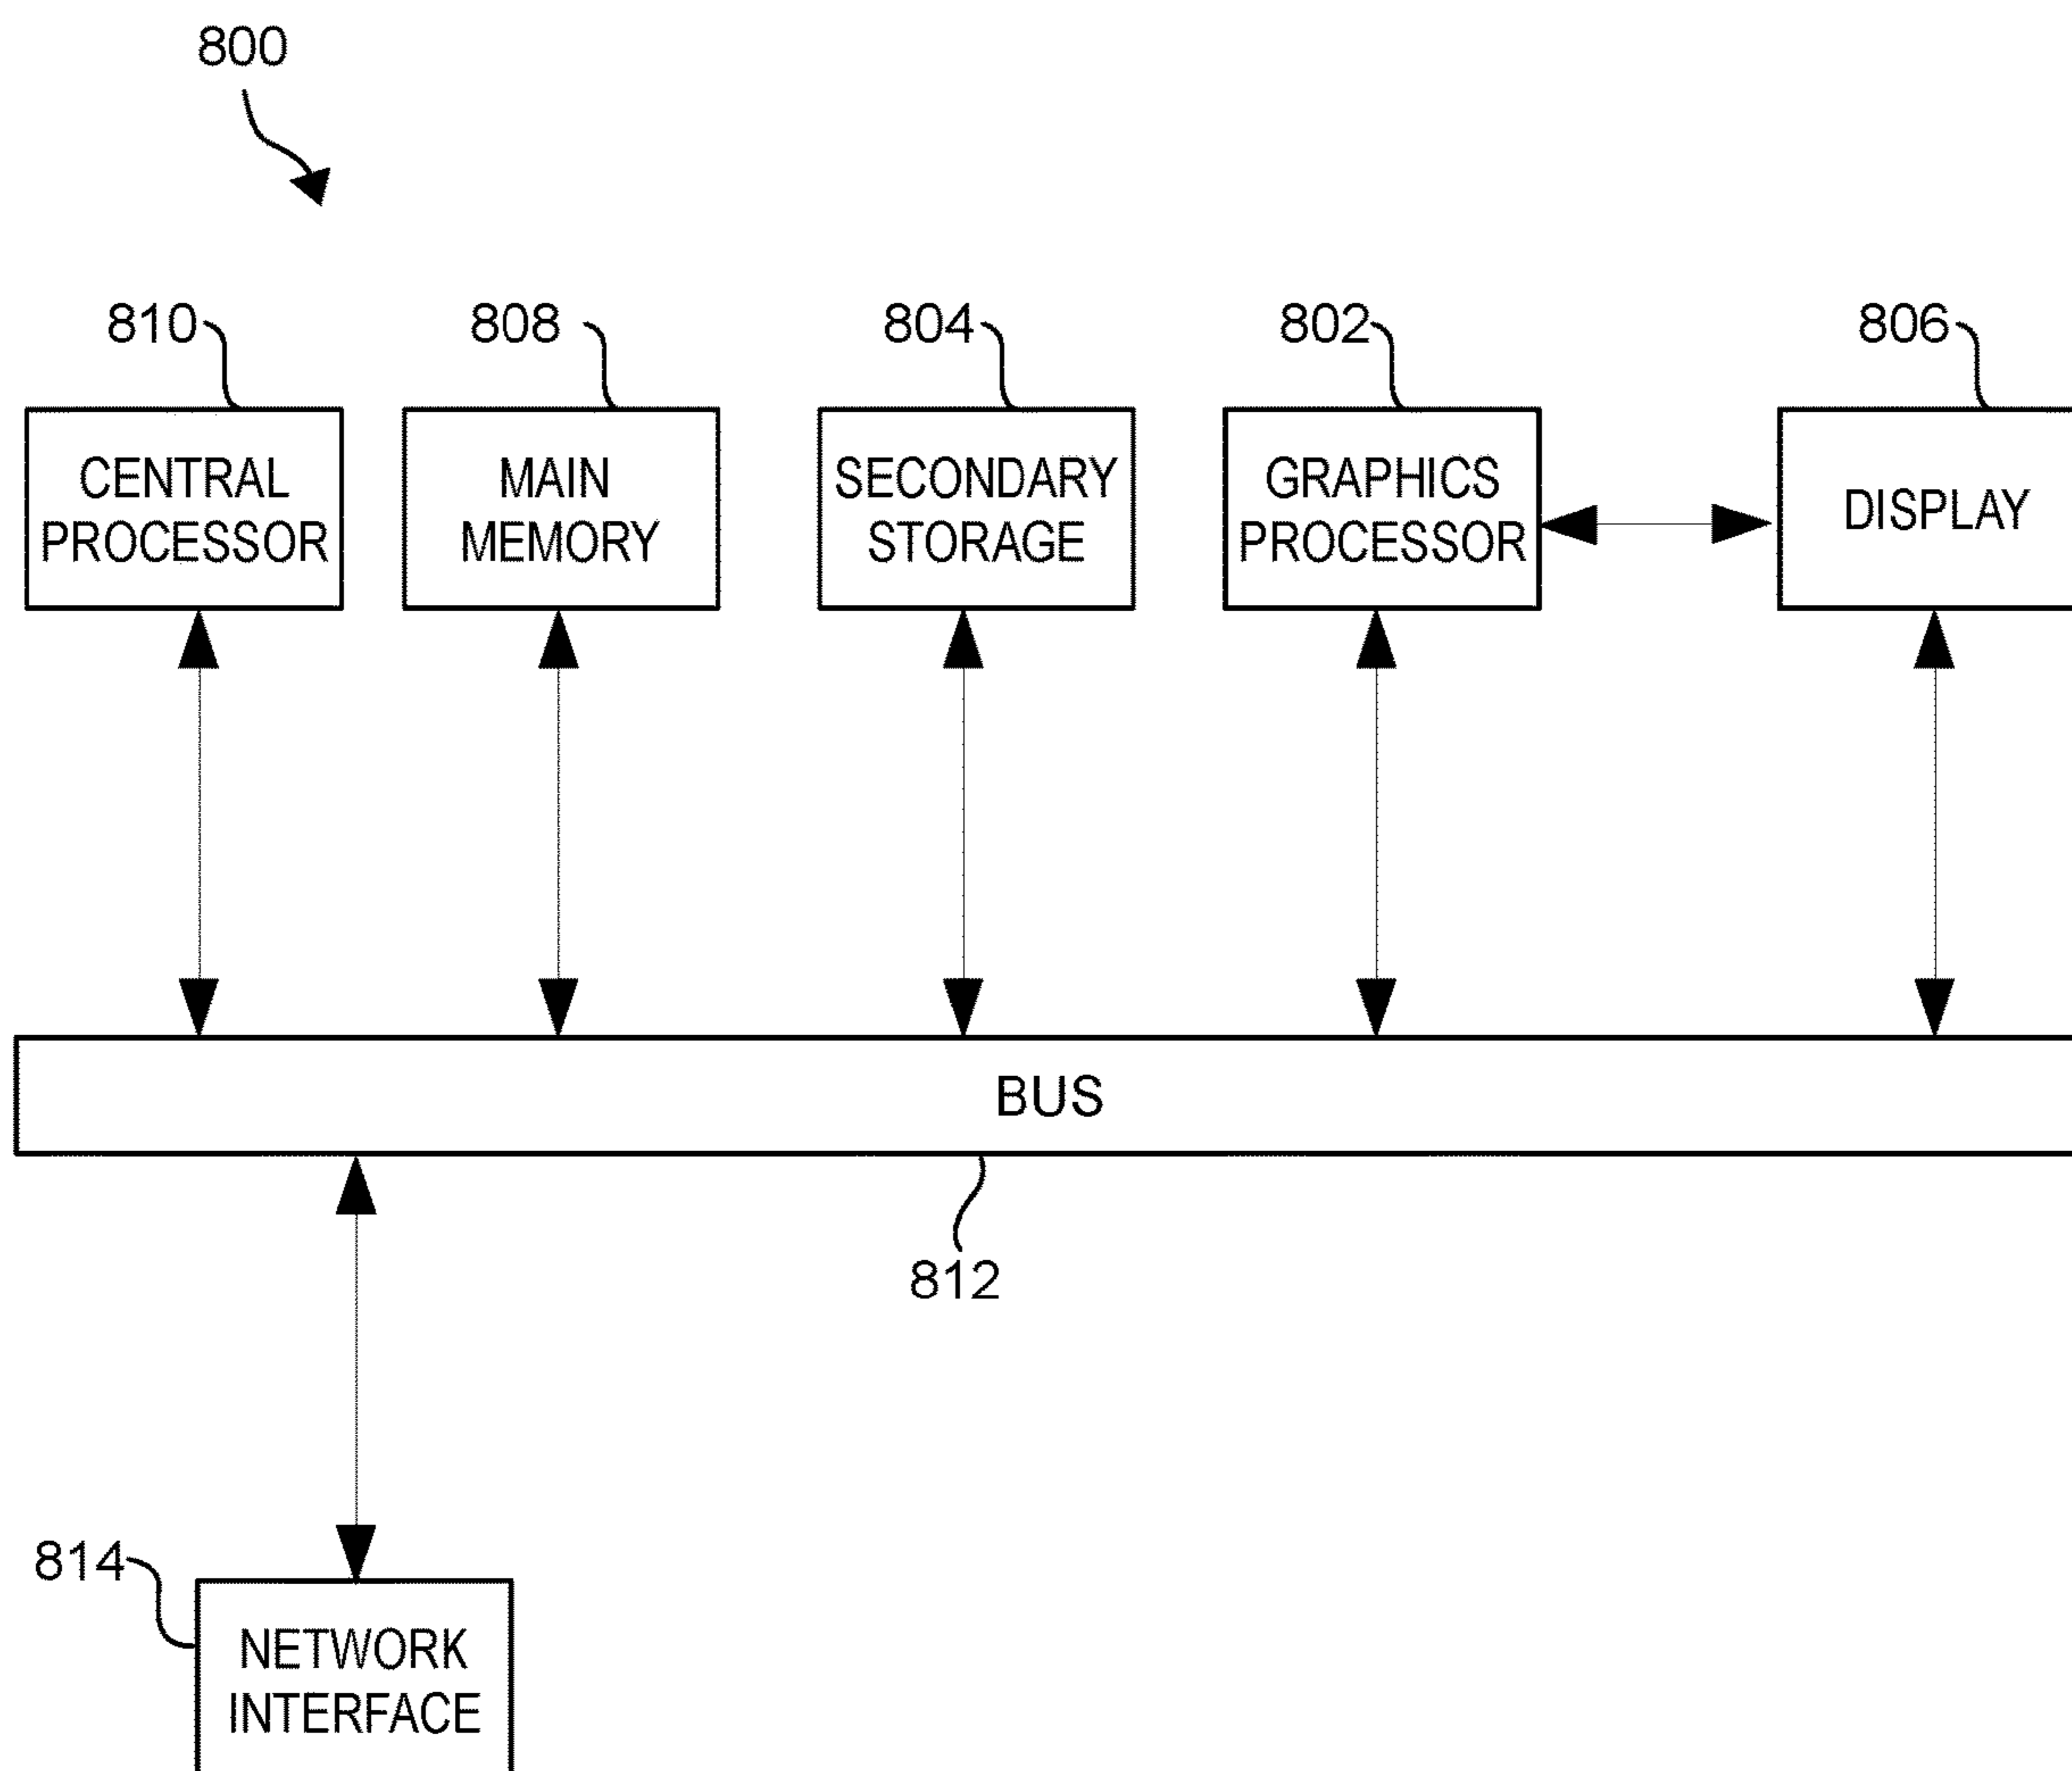 800
810
808
804
802
806
CENTRAL
PROCESSOR
MAIN
MEMORY
SECONDARY
STORAGE
GRAPHICS
PROCESSOR
DISPLAY
BUS
812
814
NETWORK
INTERFACE